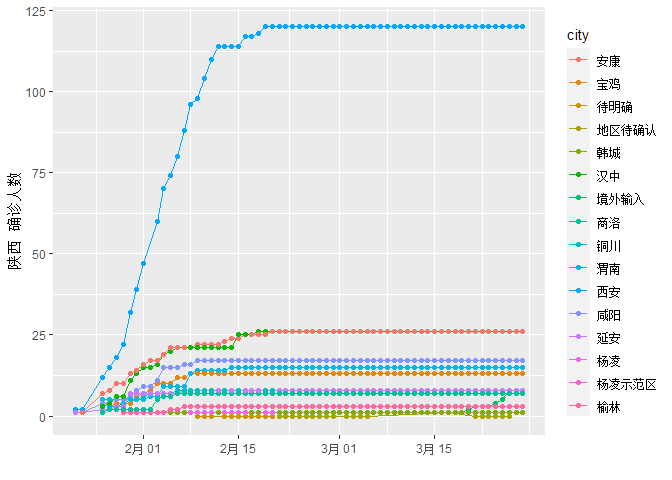 125
100
75
50
25
0
陕西 确诊人数
2月 01
2月 15
3月 01
3月 15
city
安康
宝鸡
待明确
地区待确认
韩城
汉中
境外输入
商洛
铜川
渭南
西安
咸阳
延安
杨凌
杨凌示范区
榆林